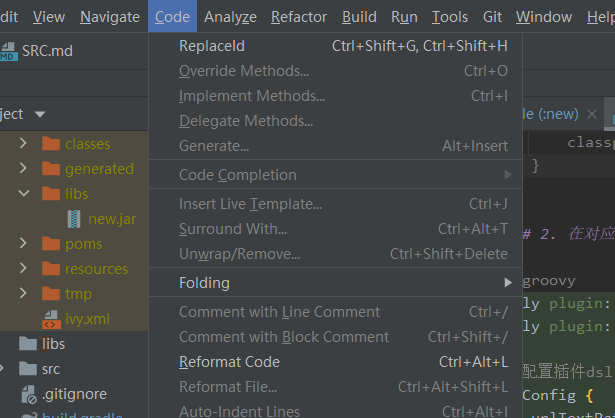 dit View Navigate Code Analyze Refactor Build Run Tools Git Window Help
SRC.md
ject
classes
generated
libs
new.jar
poms
resources
tmp
ivy.xml
libs
src
.gitignore
build.gradle
ReplaceId Ctrl+Shift+G, Ctrl+Shift+H
Override Methods... Ctrl+O
Implement Methods... Ctrl+I
Delegate Methods...
Generate... Alt+Insert
Code Completion
Insert Live Template... Ctrl+J
Surround With... Ctrl+Alt+T
Unwrap/Remove... Ctrl+Shift+Delete
Folding
Comment with Line Comment Ctrl+/
Comment with Block Comment Ctrl+Shift+/
Reformat Code Ctrl+Alt+L
Reformat File... Ctrl+Alt+Shift+L
Auto-Indent Lines Ctrl+Alt+I
le (:new)
classp
}
# 2. 在对应
groovy
ly plugin:
ly plugin:
配置插件dsl
Config {